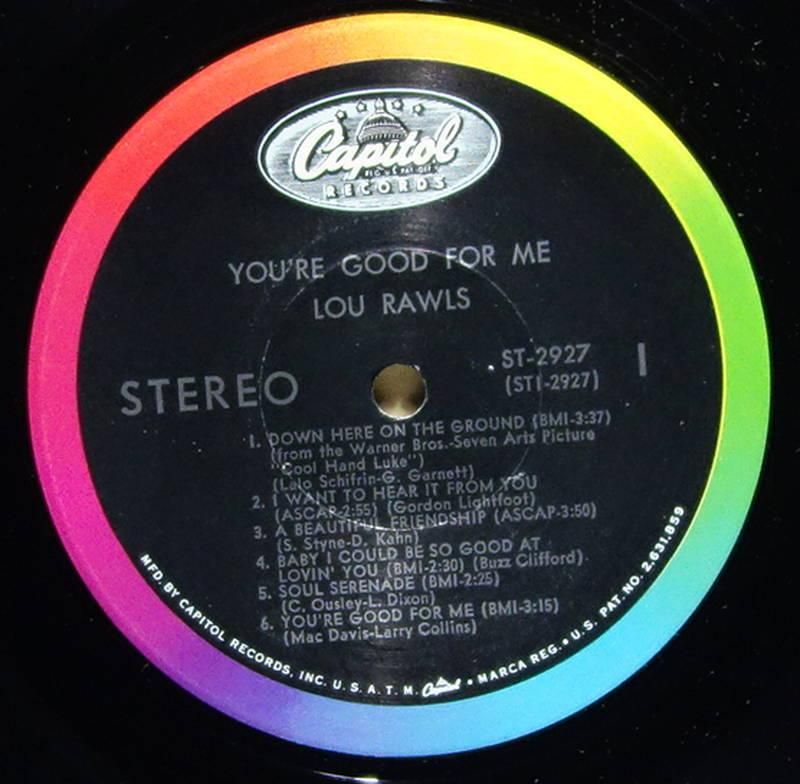 Capitol
REG. U.S. PAT. OFF.
RECORDS
YOU'RE GOOD FOR ME
LOU RAWLS
STEREO
ST-2927
(ST1-2927)
1
1. DOWN HERE ON THE GROUND (BMI-3:37)
(from the Warner Bros.-Seven Arts Picture
"Cool Hand Luke")
(Lalo Schifrin-G. Garnett)
2. I WANT TO HEAR IT FROM YOU
(ASCAP-2:55) (Gordon Lightfoot)
3. A BEAUTIFUL FRIENDSHIP (ASCAP-3:50)
(S. Styne-D. Kahn)
4. BABY I COULD BE SO GOOD AT
LOVIN' YOU (BMI-2:30) (Buzz Clifford)
5. SOUL SERENADE (BMI-2:25)
(C. Ousley-L. Dixon)
6. YOU'RE GOOD FOR ME (BMI-3:15)
(Mac Davis-Larry Collins)
MFD. BY CAPITOL RECORDS, INC. U. S. A. T. M. Capitol • MARCA REG. • U. S. PAT. NO. 2,631,859